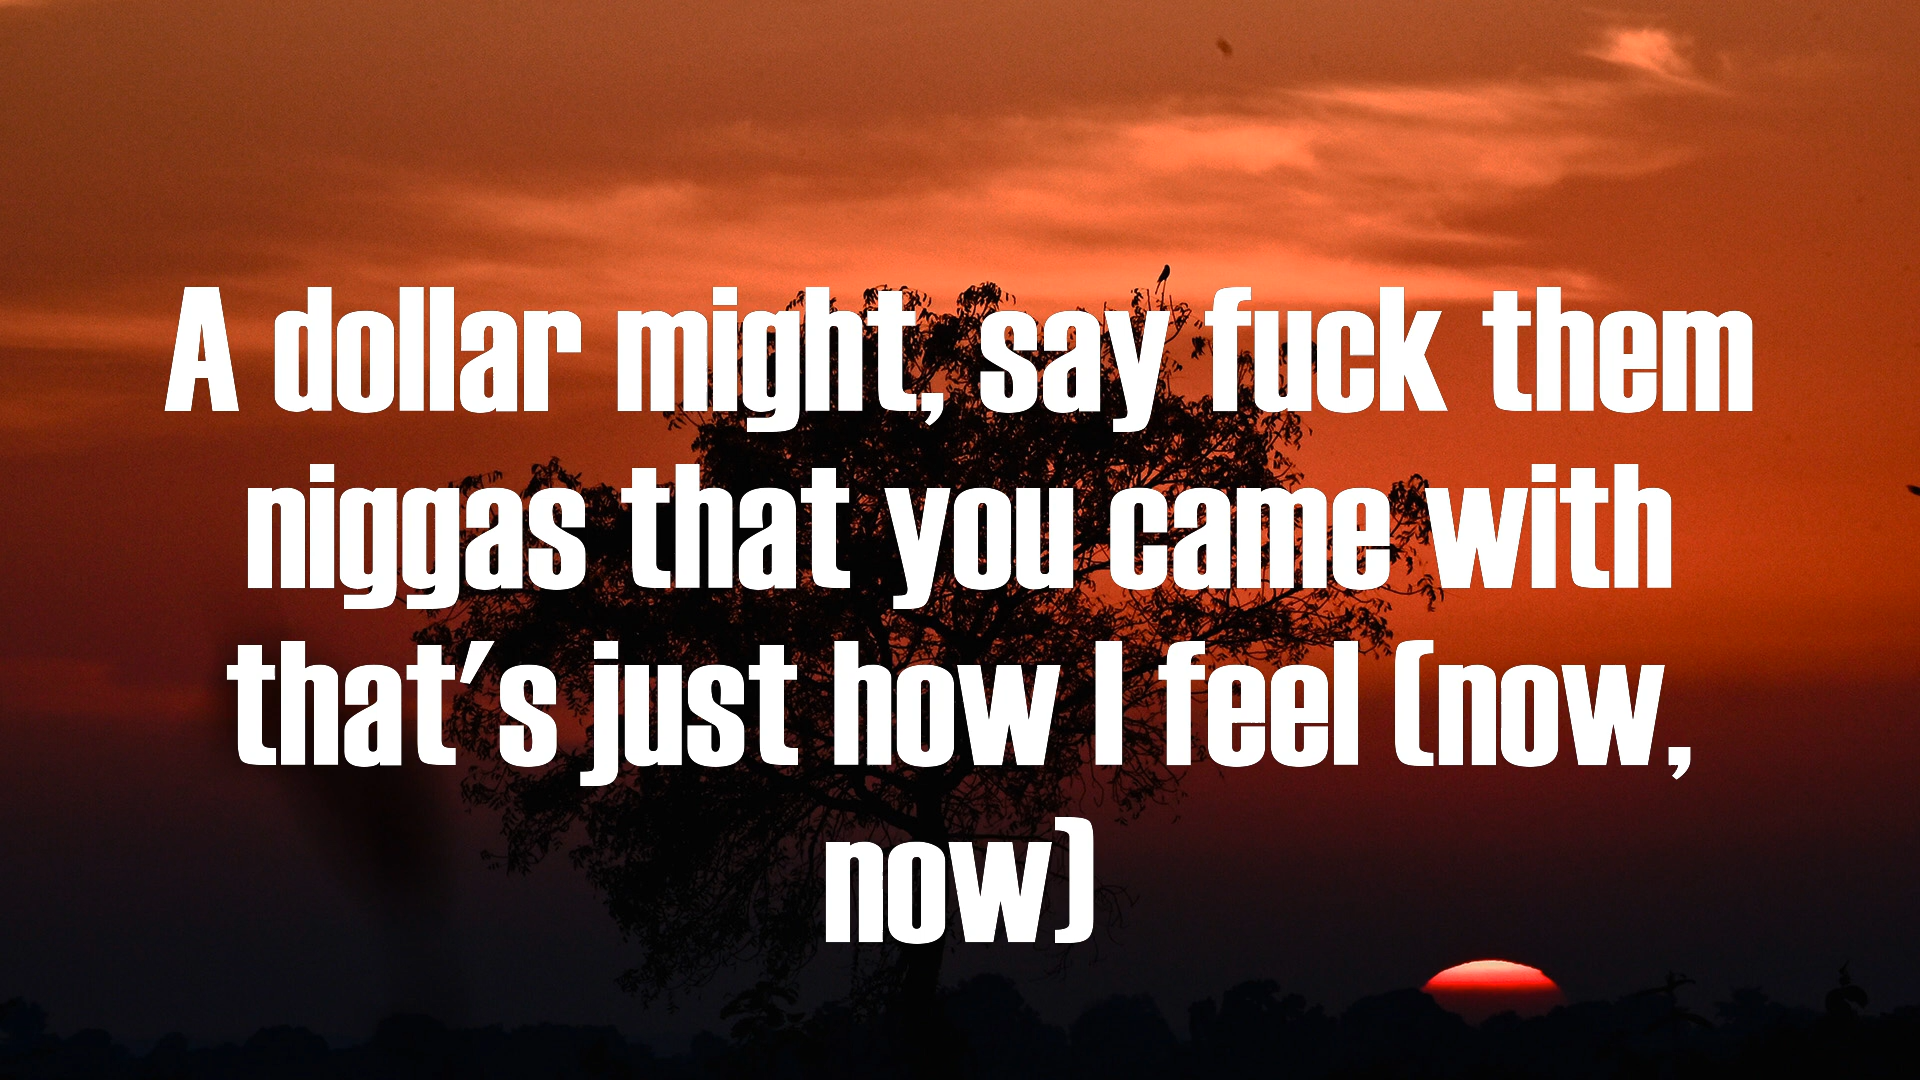 A dollar might, say fuck them
niggas that you came with
that's just how I feel (now,
now)